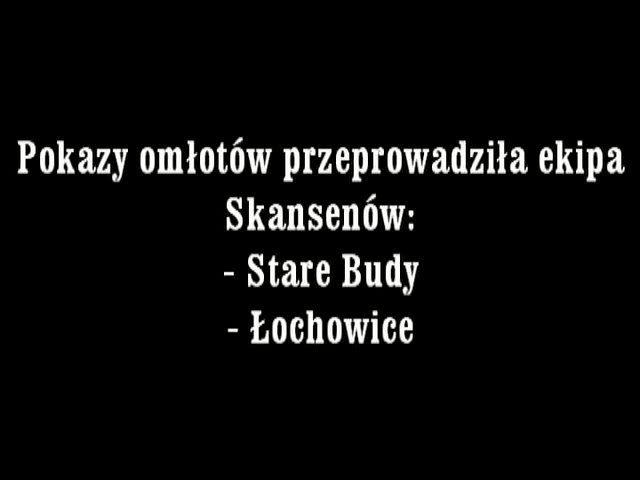 Pokazy omłotów przeprowadziła ekipa
Skansenów:
- Stare Budy
- Łochowice